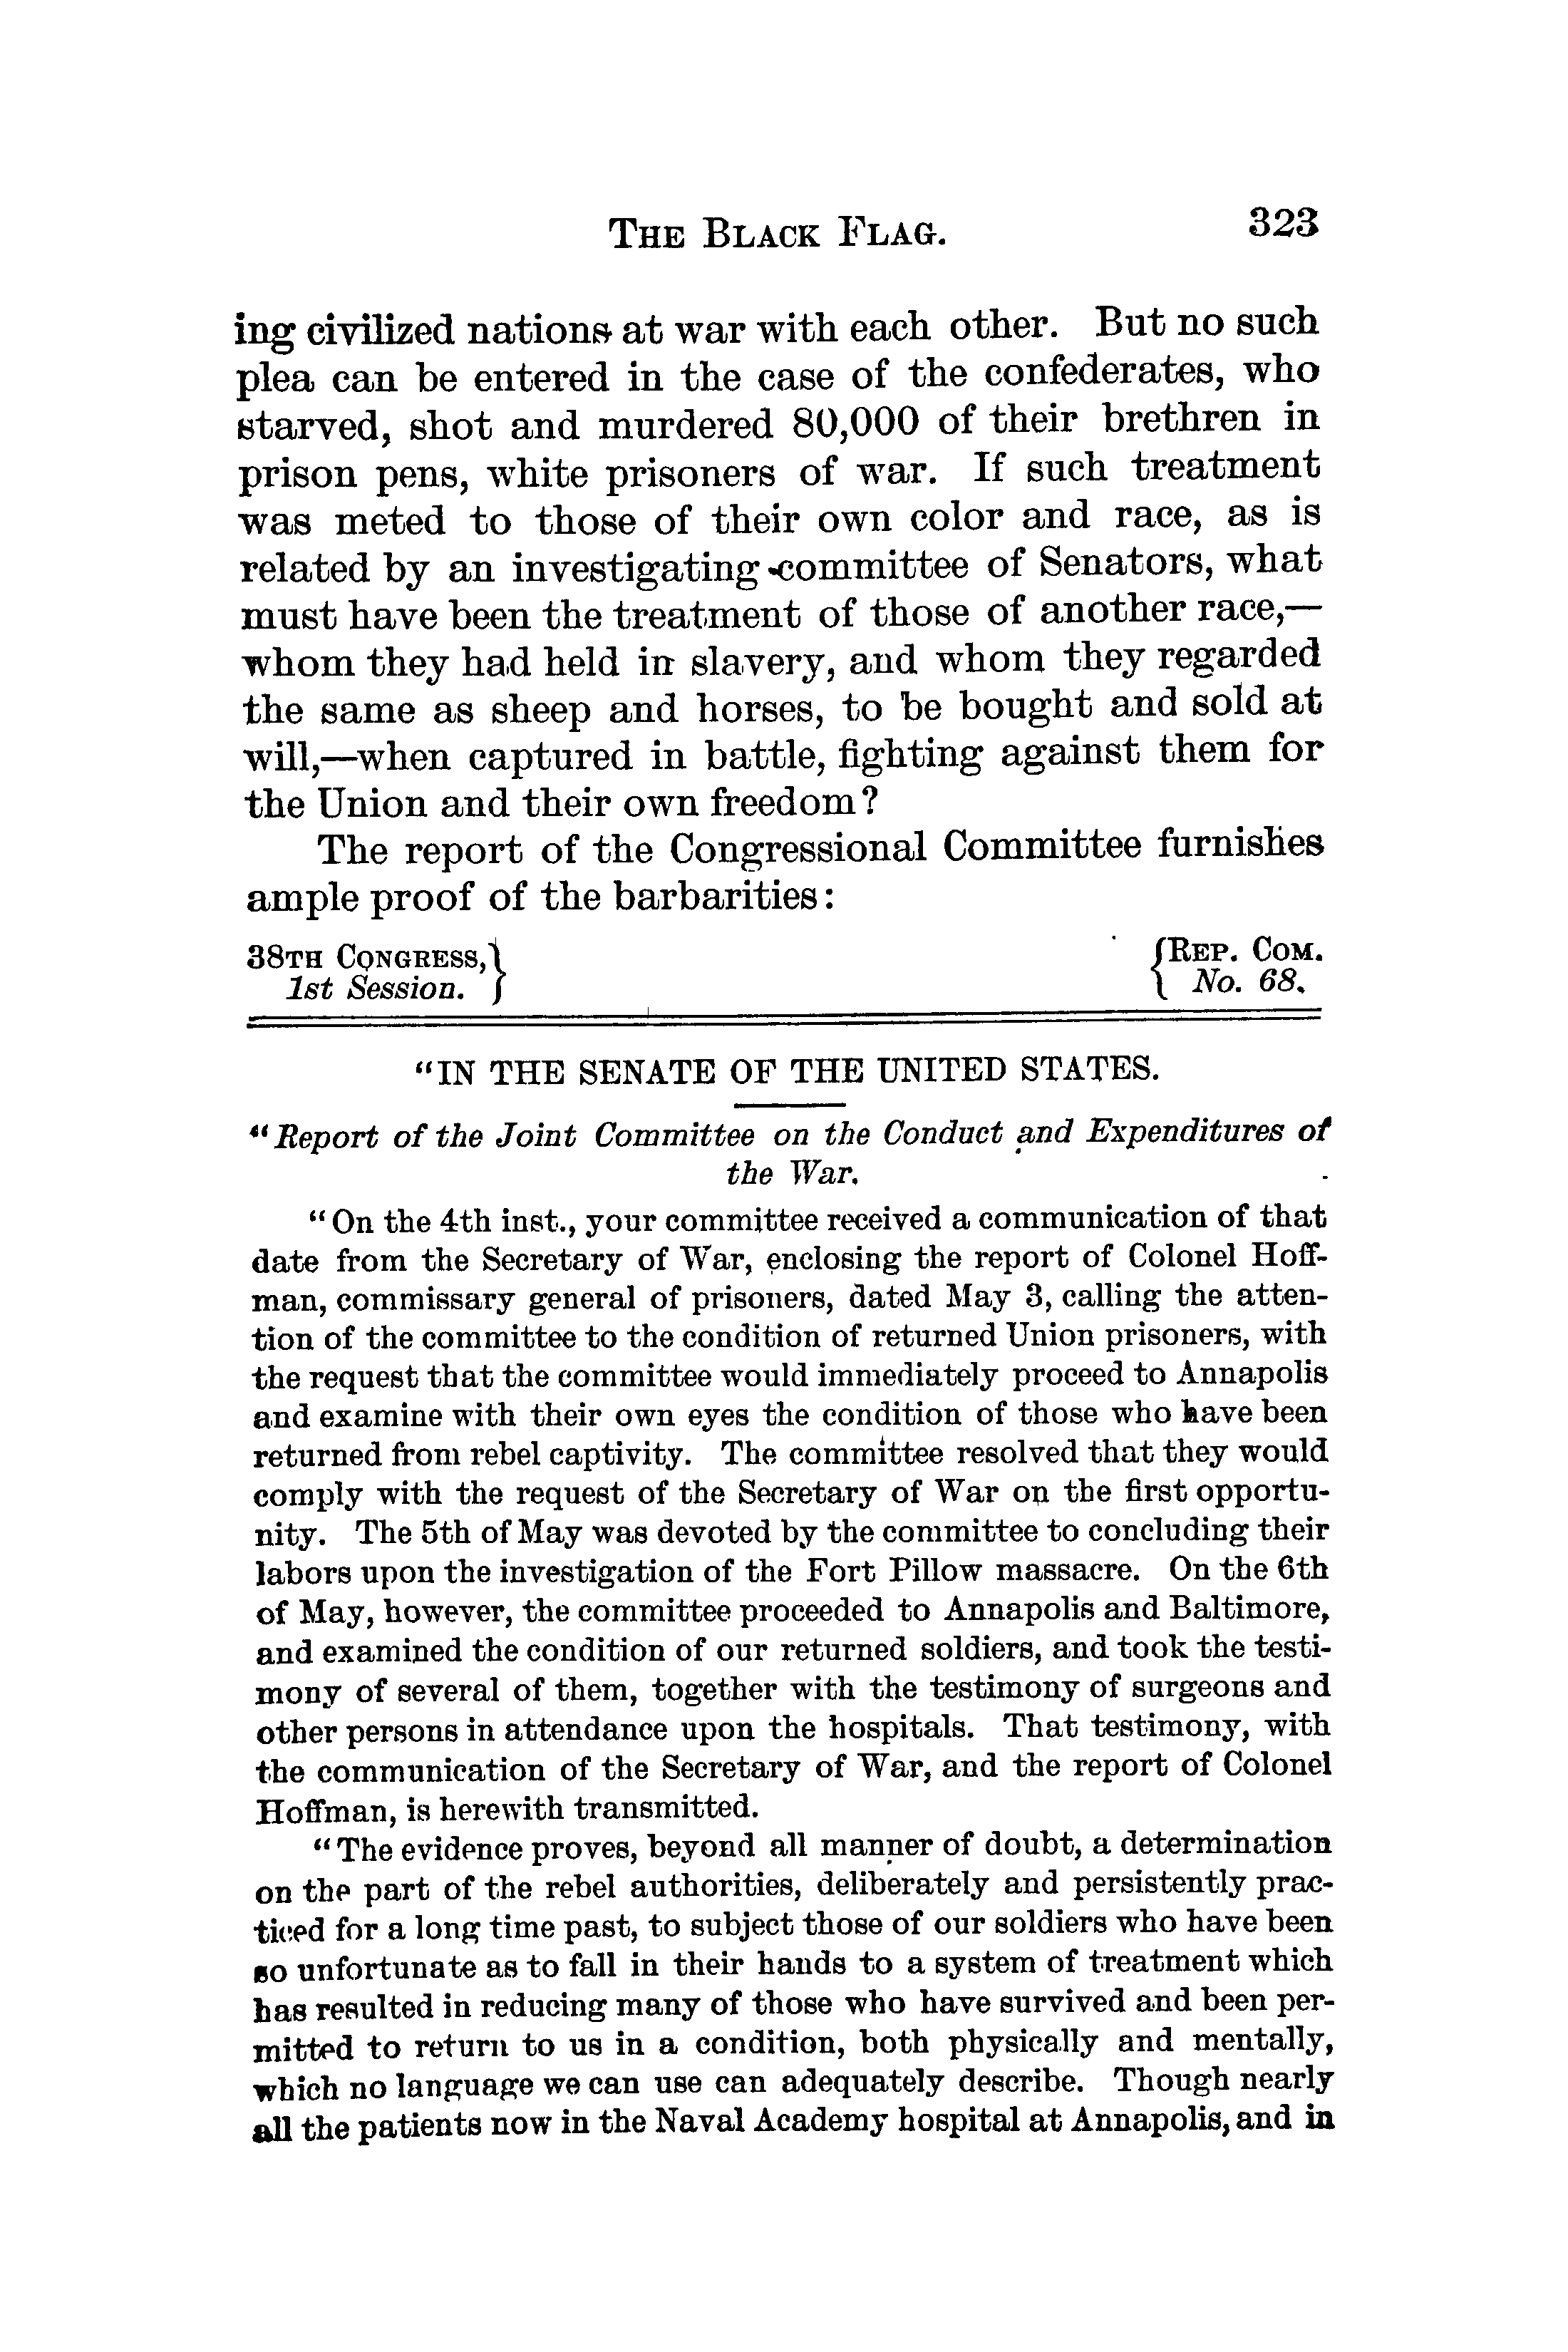 THE BLACK FLAG. 323
ing civilized nations at war with each other. But no such
plea can be entered in the case of the confederates, who
starved, shot and murdered 80,000 of their brethren in
prison pens, white prisoners of war. If such treatment
was meted to those of their own color and race, as is
related by an investigating committee of Senators, what
must have been the treatment of those of another race,—
whom they had held in slavery, and whom they regarded
the same as sheep and horses, to be bought and sold at
will,—when captured in battle, fighting against them for
the Union and their own freedom?
The report of the Congressional Committee furnishes
ample proof of the barbarities:
38TH CONGRESS,} {REP. COM.
1st Session. } { No. 68.
"IN THE SENATE OF THE UNITED STATES.
"Report of the Joint Committee on the Conduct and Expenditures of
the War.
"On the 4th inst., your committee received a communication of that
date from the Secretary of War, enclosing the report of Colonel Hoff-
man, commissary general of prisoners, dated May 3, calling the atten-
tion of the committee to the condition of returned Union prisoners, with
the request that the committee would immediately proceed to Annapolis
and examine with their own eyes the condition of those who have been
returned from rebel captivity. The committee resolved that they would
comply with the request of the Secretary of War on the first opportu-
nity. The 5th of May was devoted by the committee to concluding their
labors upon the investigation of the Fort Pillow massacre. On the 6th
of May, however, the committee proceeded to Annapolis and Baltimore,
and examined the condition of our returned soldiers, and took the testi-
mony of several of them, together with the testimony of surgeons and
other persons in attendance upon the hospitals. That testimony, with
the communication of the Secretary of War, and the report of Colonel
Hoffman, is herewith transmitted.
"The evidence proves, beyond all manner of doubt, a determination
on the part of the rebel authorities, deliberately and persistently prac-
ticed for a long time past, to subject those of our soldiers who have been
so unfortunate as to fall in their hands to a system of treatment which
has resulted in reducing many of those who have survived and been per-
mitted to return to us in a condition, both physically and mentally,
which no language we can use can adequately describe. Though nearly
all the patients now in the Naval Academy hospital at Annapolis, and in